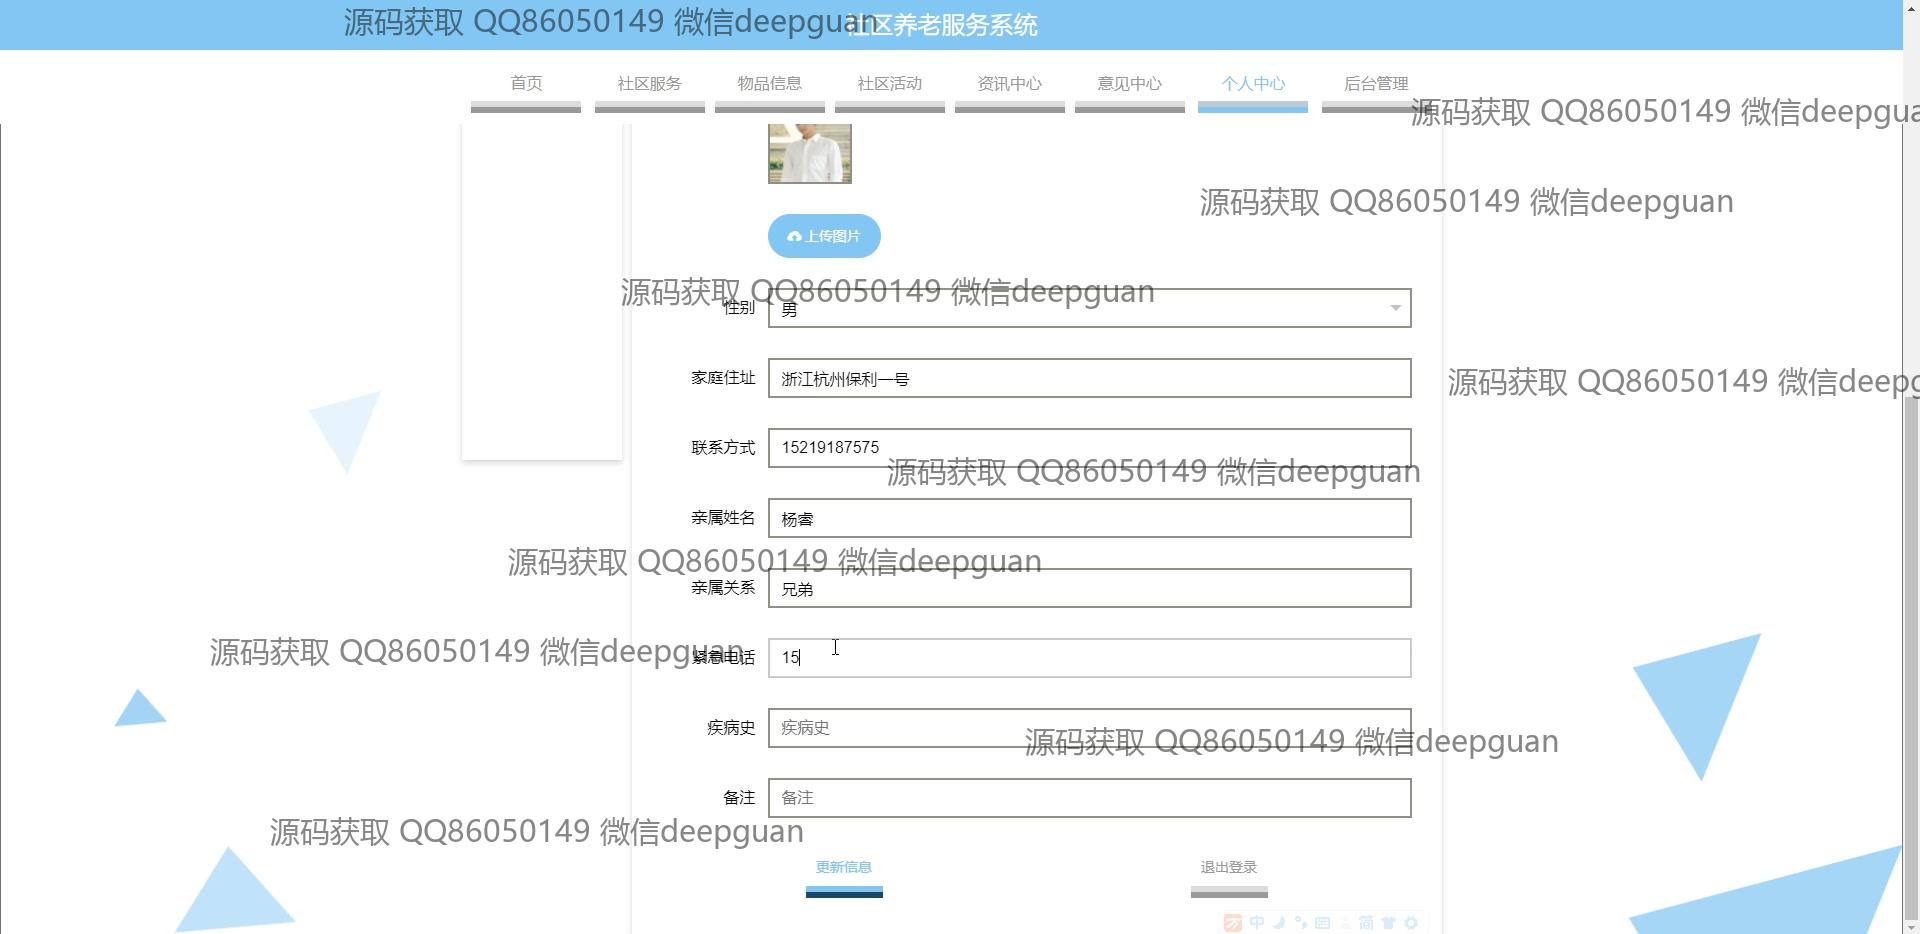 社区养老服务系统
源码获取 QQ86050149 微信deepguan
首页 社区服务 物品信息 社区活动 资讯中心 意见中心 个人中心 后台管理
源码获取 QQ86050149 微信deepgua
源码获取 QQ86050149 微信deepguan
上传图片
源码获取 QQ86050149 微信deepguan
性别 男
家庭住址 浙江杭州保利一号
源码获取 QQ86050149 微信deepg
联系方式 15219187575
源码获取 QQ86050149 微信deepguan
亲属姓名 杨睿
源码获取 QQ86050149 微信deepguan
亲属关系 兄弟
源码获取 QQ86050149 微信deepguan
紧急电话 15
疾病史 疾病史
源码获取 QQ86050149 微信deepguan
备注 备注
源码获取 QQ86050149 微信deepguan
更新信息 退出登录
中 简